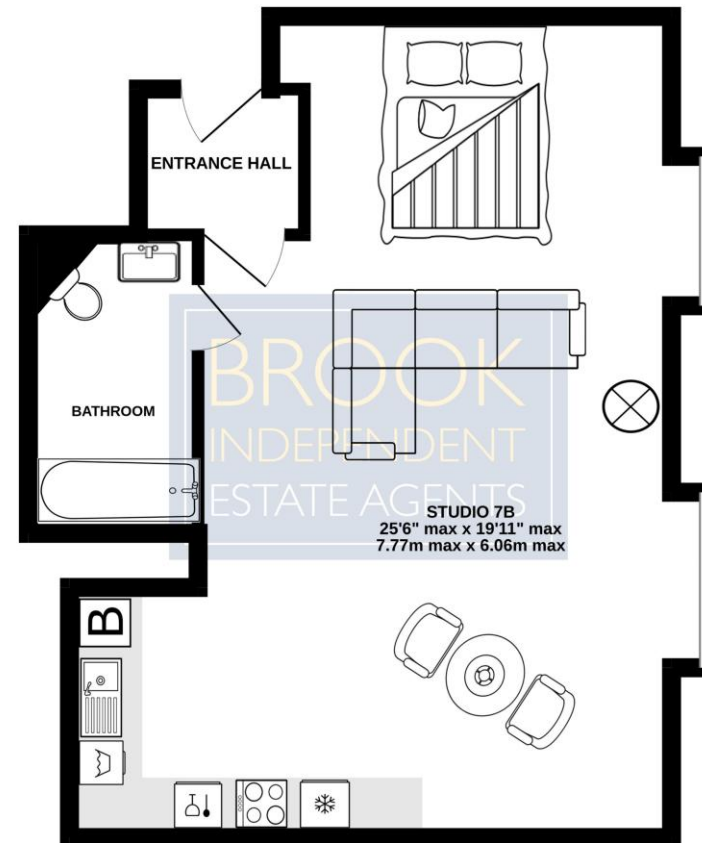 ENTRANCE HALL
BROOK
INDEPENDENT
ESTATE AGENTS
BATHROOM
STUDIO 7B
25'6" max x 19'11" max
7.77m max x 6.06m max
B